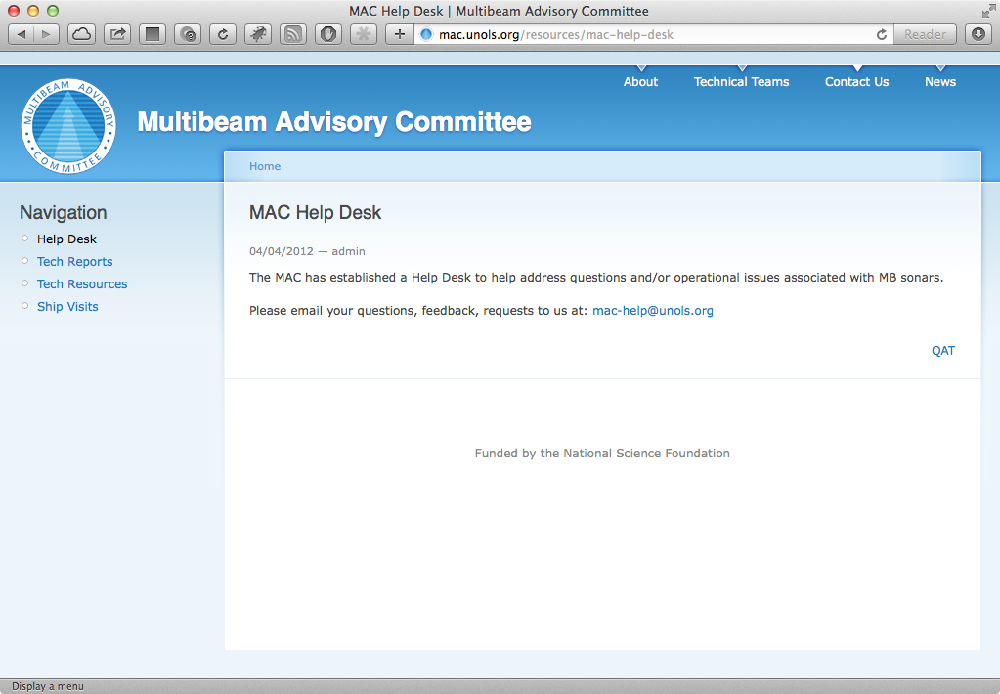 MAC Help Desk | Multibeam Advisory Committee
mac.unols.org/resources/mac-help-desk
Reader
About
Technical Teams
Contact Us
News
MULTIBEAM ADVISORY
COMMITTEE
Multibeam Advisory Committee
Home
Navigation
Help Desk
Tech Reports
Tech Resources
Ship Visits
MAC Help Desk
04/04/2012 — admin
The MAC has established a Help Desk to help address questions and/or operational issues associated with MB sonars.
Please email your questions, feedback, requests to us at: mac-help@unols.org
QAT
Funded by the National Science Foundation
Display a menu